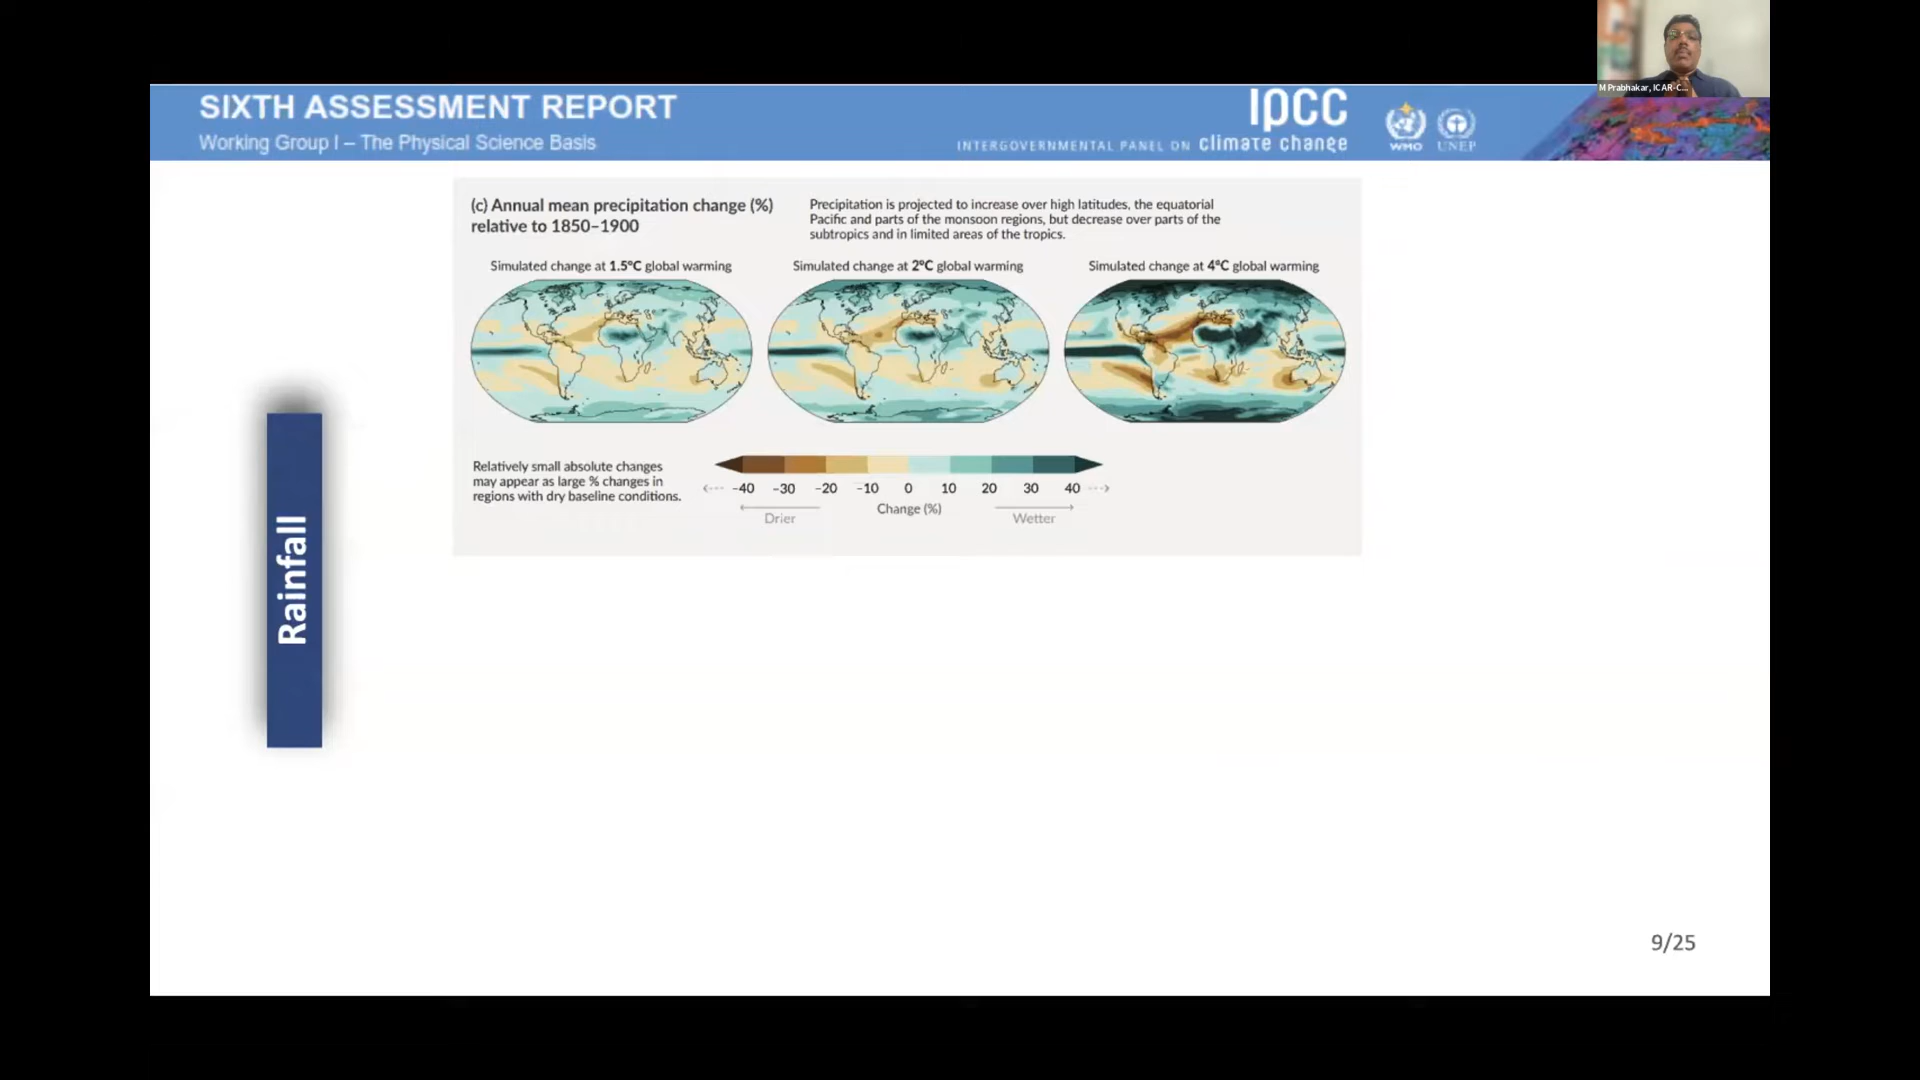 M Prabhakar, ICAR-C...
SIXTH ASSESSMENT REPORT
Working Group I – The Physical Science Basis
ipcc
INTERGOVERNMENTAL PANEL ON climate change
WMO
UNEP
(c) Annual mean precipitation change (%)
relative to 1850–1900
Precipitation is projected to increase over high latitudes, the equatorial
Pacific and parts of the monsoon regions, but decrease over parts of the
subtropics and in limited areas of the tropics.
Simulated change at 1.5°C global warming
Simulated change at 2°C global warming
Simulated change at 4°C global warming
Relatively small absolute changes
may appear as large % changes in
regions with dry baseline conditions.
-40 -30 -20 -10 0 10 20 30 40
Change (%)
Drier
Wetter
Rainfall
9/25